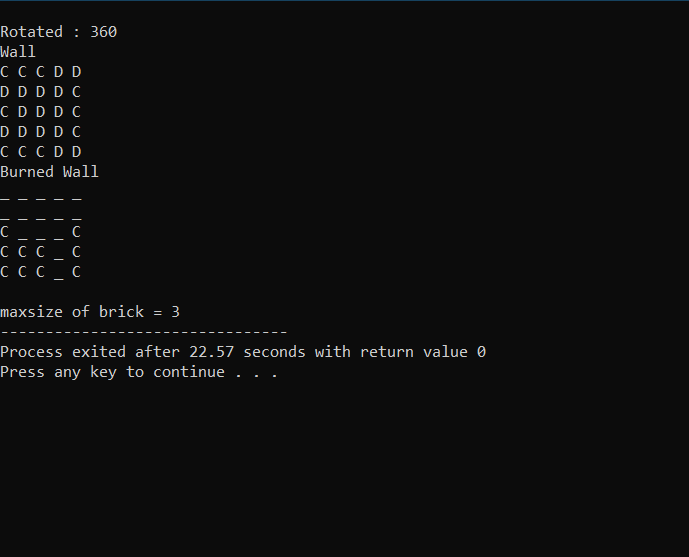 Rotated : 360
Wall
C C C D D
D D D D C
C D D D C
D D D D C
C C C D D
Burned Wall
_ _ _ _ _
_ _ _ _ _
C _ _ _ C
C C C _ C
C C C _ C
maxsize of brick = 3
--------------------------------
Process exited after 22.57 seconds with return value 0
Press any key to continue . . .